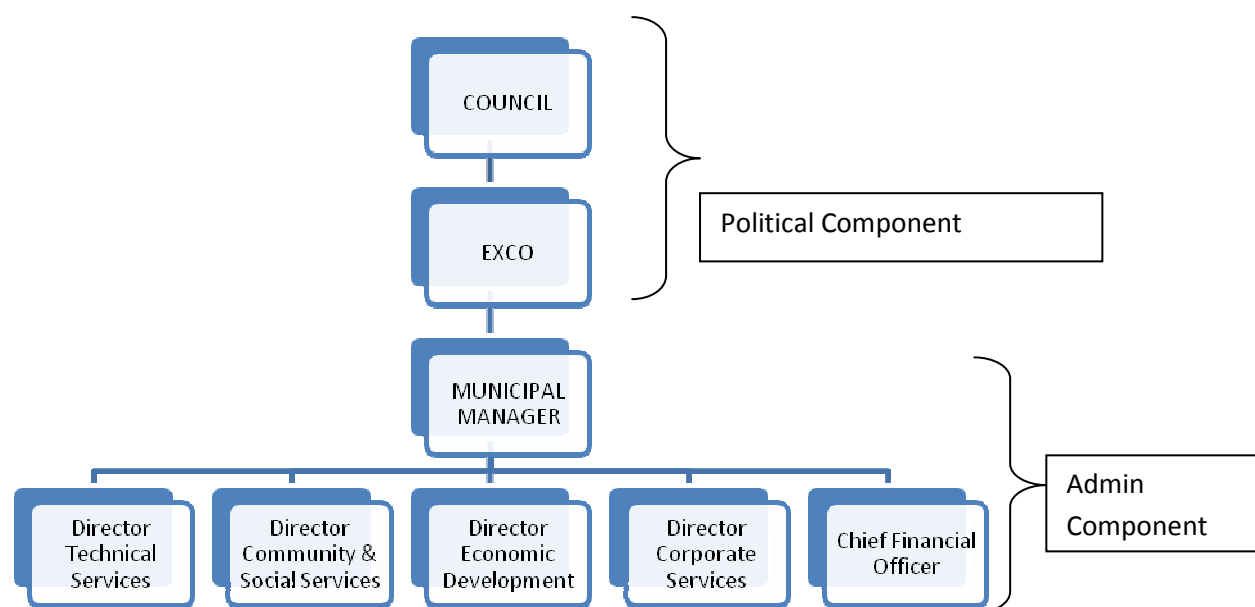 COUNCIL
Political Component
EXCO
MUNICIPAL
MANAGER
Admin
Component
Director
Technical
Services
Director
Community &
Social Services
Director
Economic
Development
Director
Corporate
Services
Chief Financial
Officer